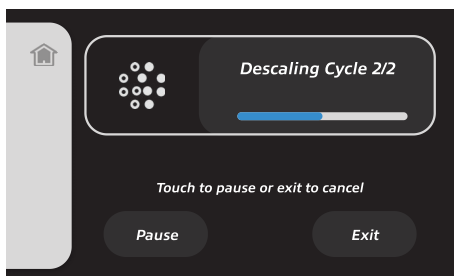 Descaling Cycle 2/2
Touch to pause or exit to cancel
Pause
Exit